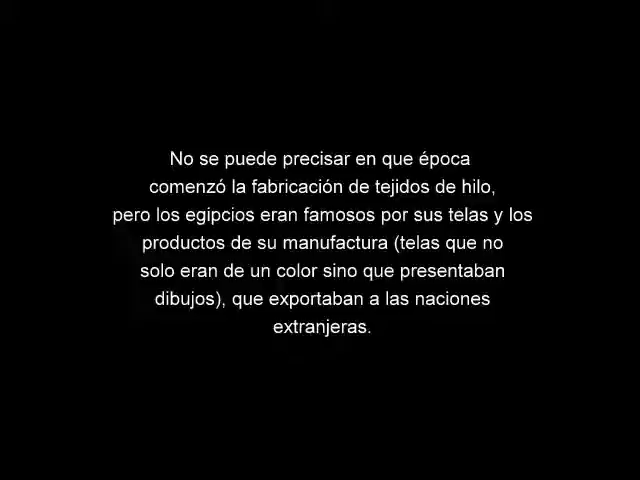 No se puede precisar en que época
comenzó la fabricación de tejidos de hilo,
pero los egipcios eran famosos por sus telas y los
productos de su manufactura (telas que no
solo eran de un color sino que presentaban
dibujos), que exportaban a las naciones
extranjeras.